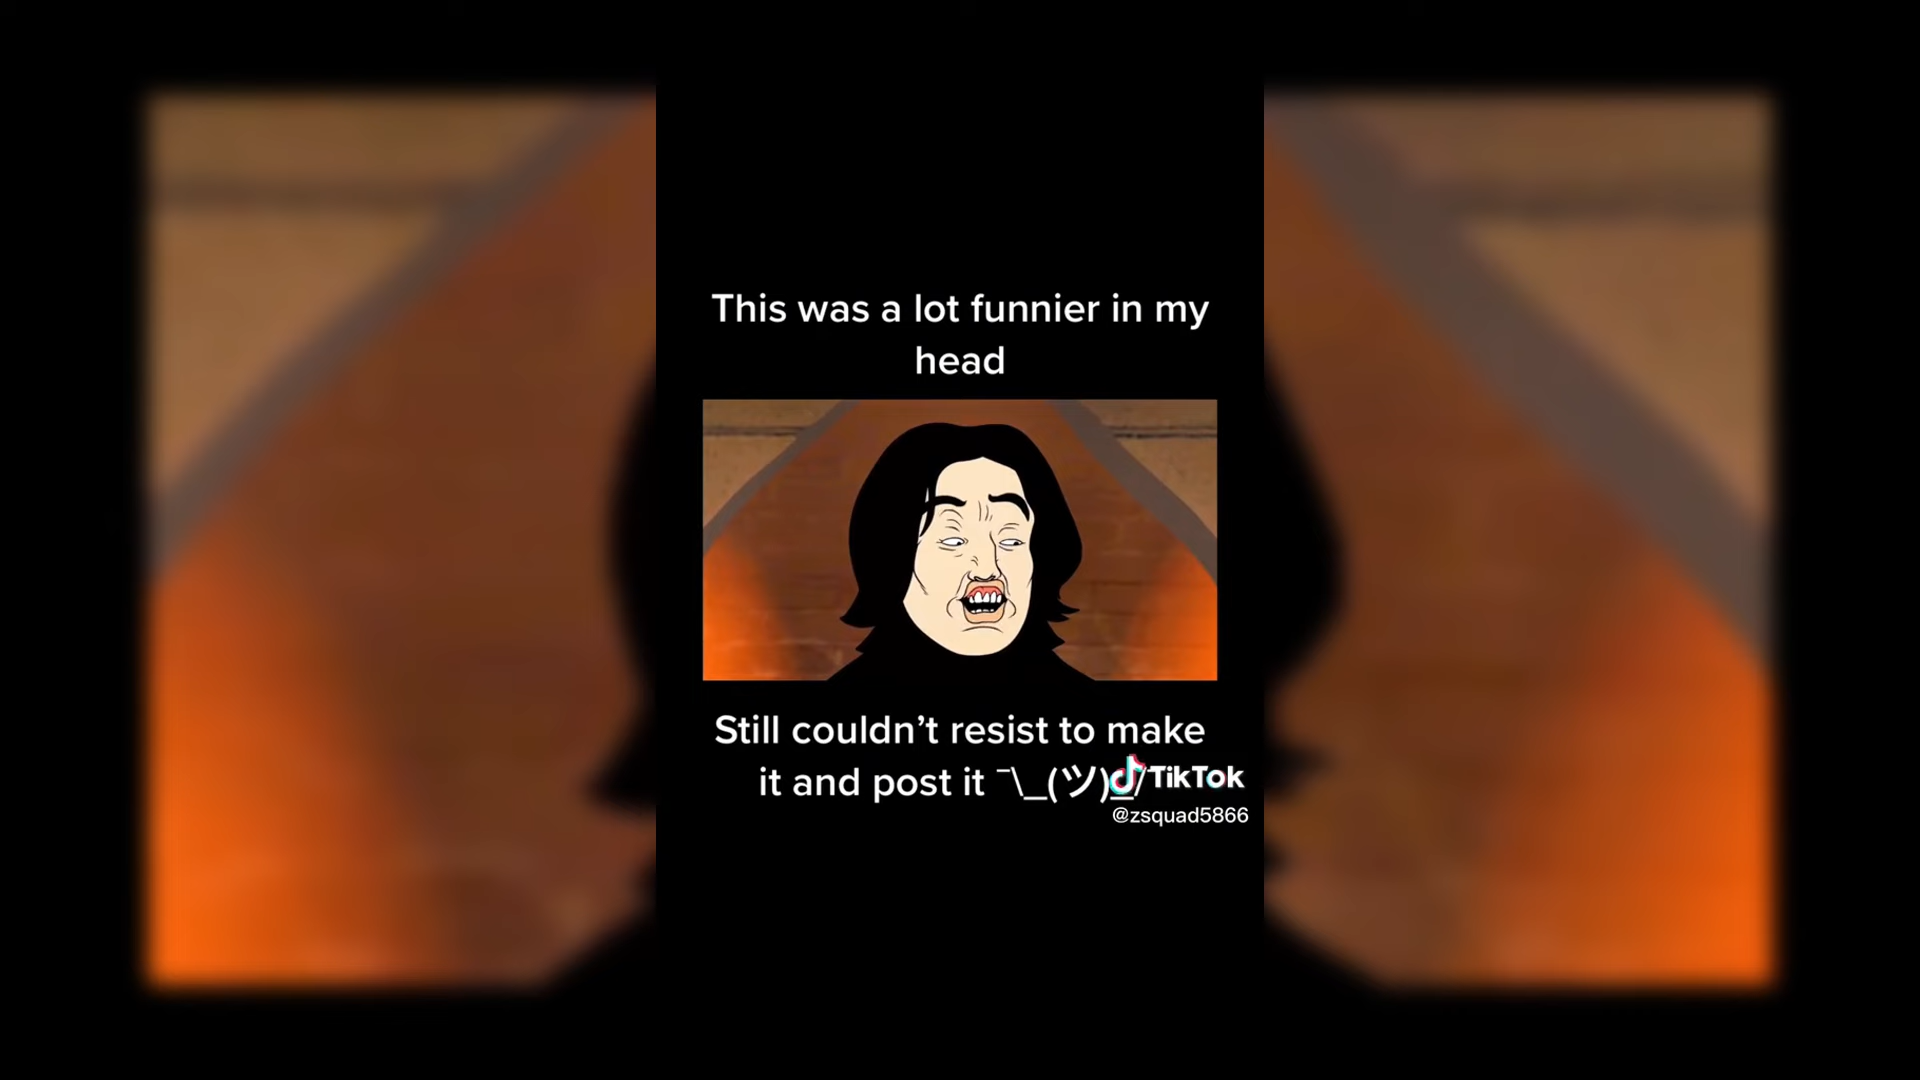 This was a lot funnier in my
head
Still couldn’t resist to make
it and post it ¯\_(ツ)_/¯
TikTok
@zsquad5866